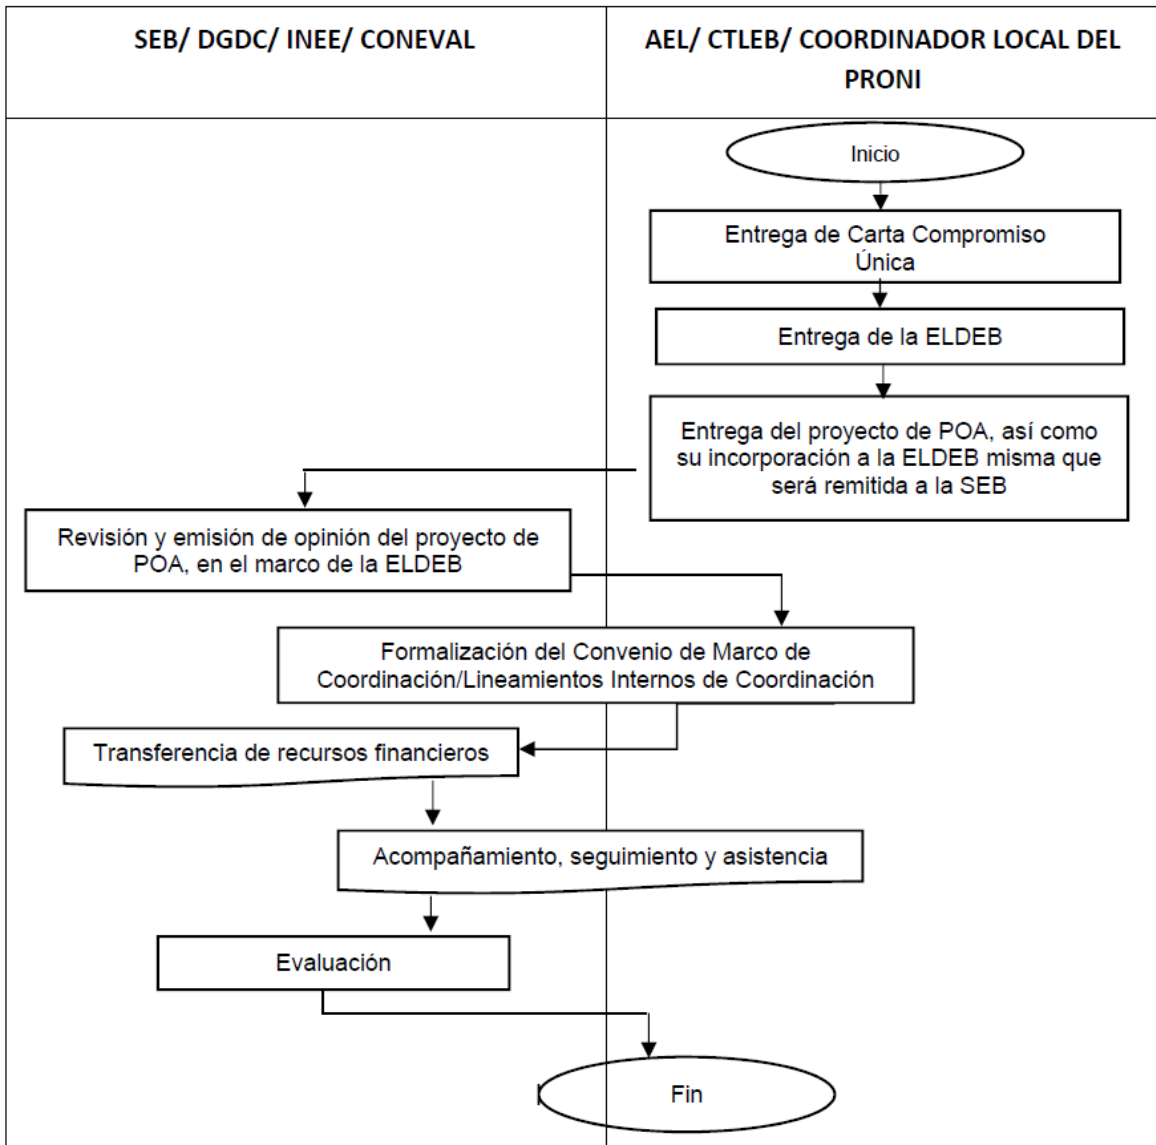 SEB/ DGDC/ INEE/ CONEVAL
AEL/ CTLEB/ COORDINADOR LOCAL DEL
PRONI
Inicio
Entrega de Carta Compromiso
Única
Entrega de la ELDEB
Entrega del proyecto de POA, así como
su incorporación a la ELDEB misma que
será remitida a la SEB
Revisión y emisión de opinión del proyecto de
POA, en el marco de la ELDEB
Formalización del Convenio de Marco de
Coordinación/Lineamientos Internos de Coordinación
Transferencia de recursos financieros
Acompañamiento, seguimiento y asistencia
Evaluación
Fin